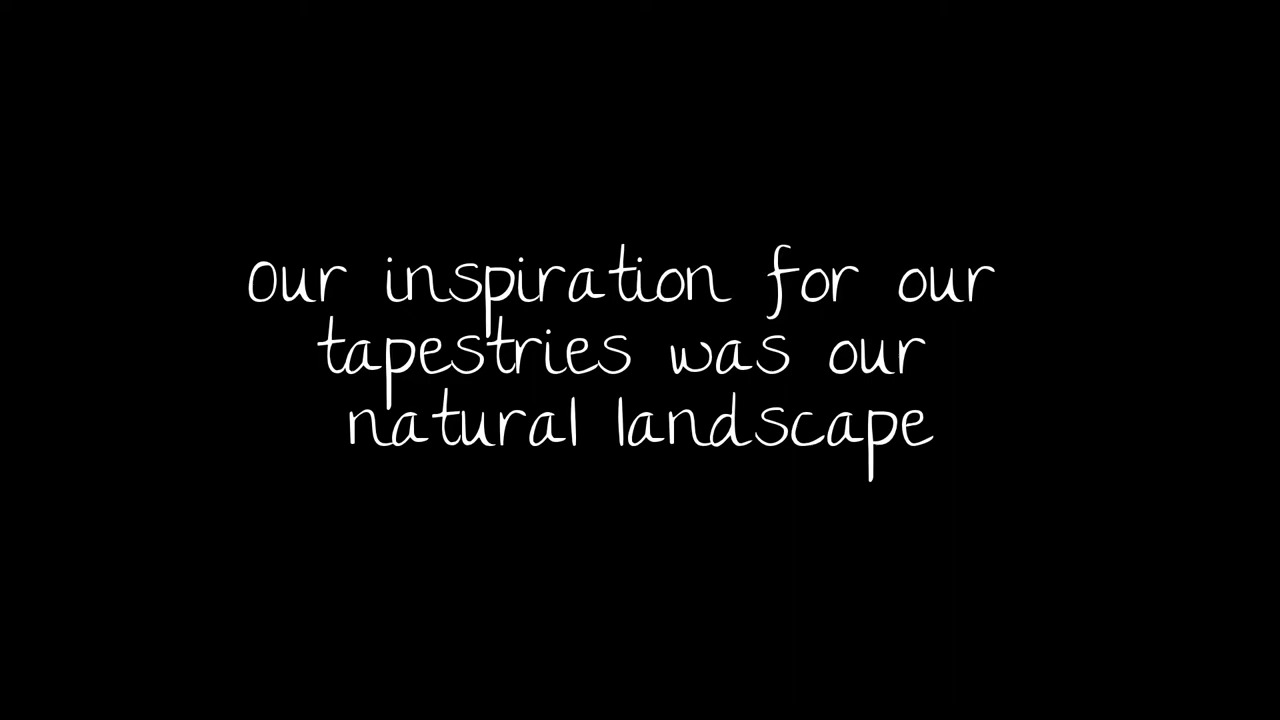 Our inspiration for our
tapestries was our
natural landscape